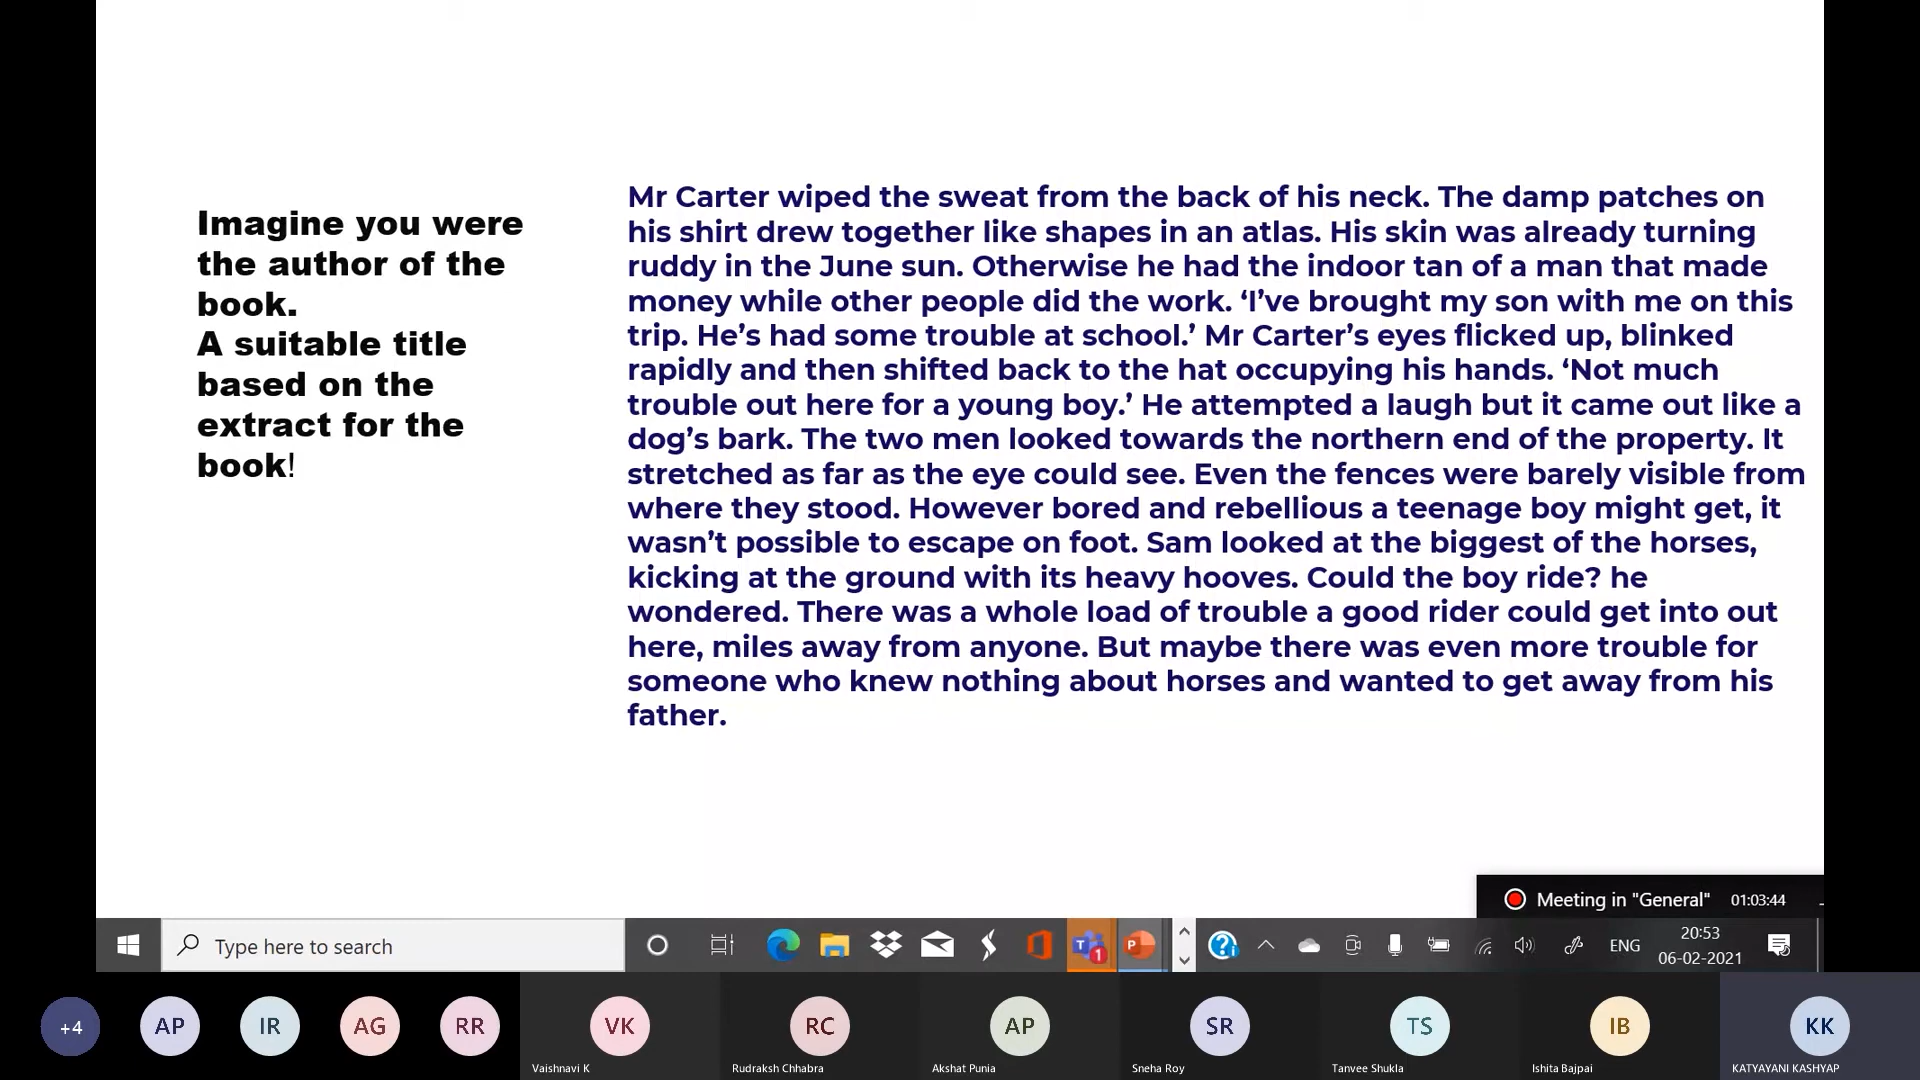 Imagine you were
the author of the
book.
A suitable title
based on the
extract for the
book!
Mr Carter wiped the sweat from the back of his neck. The damp patches on
his shirt drew together like shapes in an atlas. His skin was already turning
ruddy in the June sun. Otherwise he had the indoor tan of a man that made
money while other people did the work. ‘I’ve brought my son with me on this
trip. He’s had some trouble at school.’ Mr Carter’s eyes flicked up, blinked
rapidly and then shifted back to the hat occupying his hands. ‘Not much
trouble out here for a young boy.’ He attempted a laugh but it came out like a
dog’s bark. The two men looked towards the northern end of the property. It
stretched as far as the eye could see. Even the fences were barely visible from
where they stood. However bored and rebellious a teenage boy might get, it
wasn’t possible to escape on foot. Sam looked at the biggest of the horses,
kicking at the ground with its heavy hooves. Could the boy ride? he
wondered. There was a whole load of trouble a good rider could get into out
here, miles away from anyone. But maybe there was even more trouble for
someone who knew nothing about horses and wanted to get away from his
father.
Meeting in "General" 01:03:44
Type here to search
1
P
ENG
20:53
06-02-2021
+4 AP IR AG RR VK RC AP SR TS IB KK
Vaishnavi K Rudraksh Chhabra Akshat Punia Sneha Roy Tanvee Shukla Ishita Bajpai KATYAYANI KASHYAP